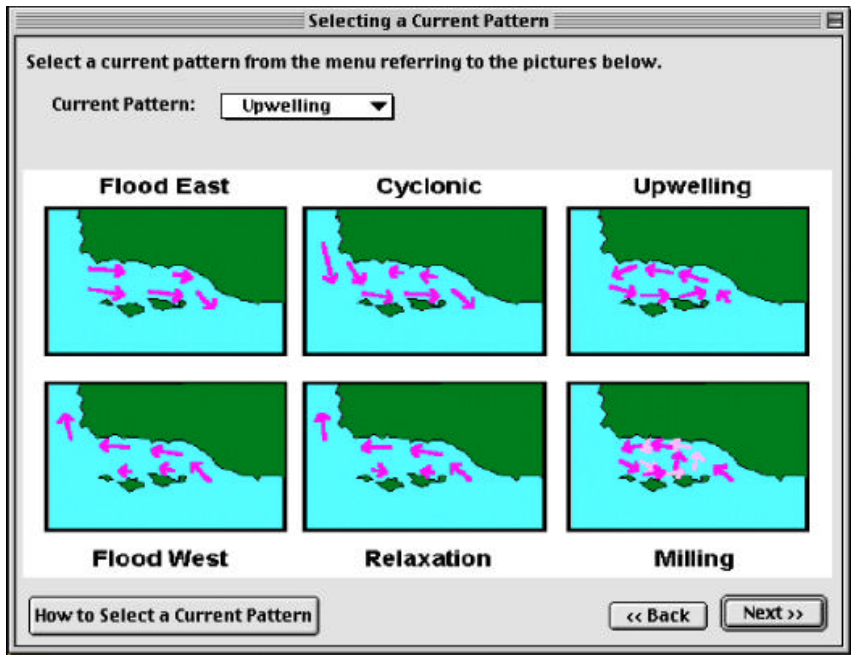 Selecting a Current Pattern
Select a current pattern from the menu referring to the pictures below.
Current Pattern: Upwelling
Flood East Cyclonic Upwelling
Flood West Relaxation Milling
How to Select a Current Pattern << Back Next >>